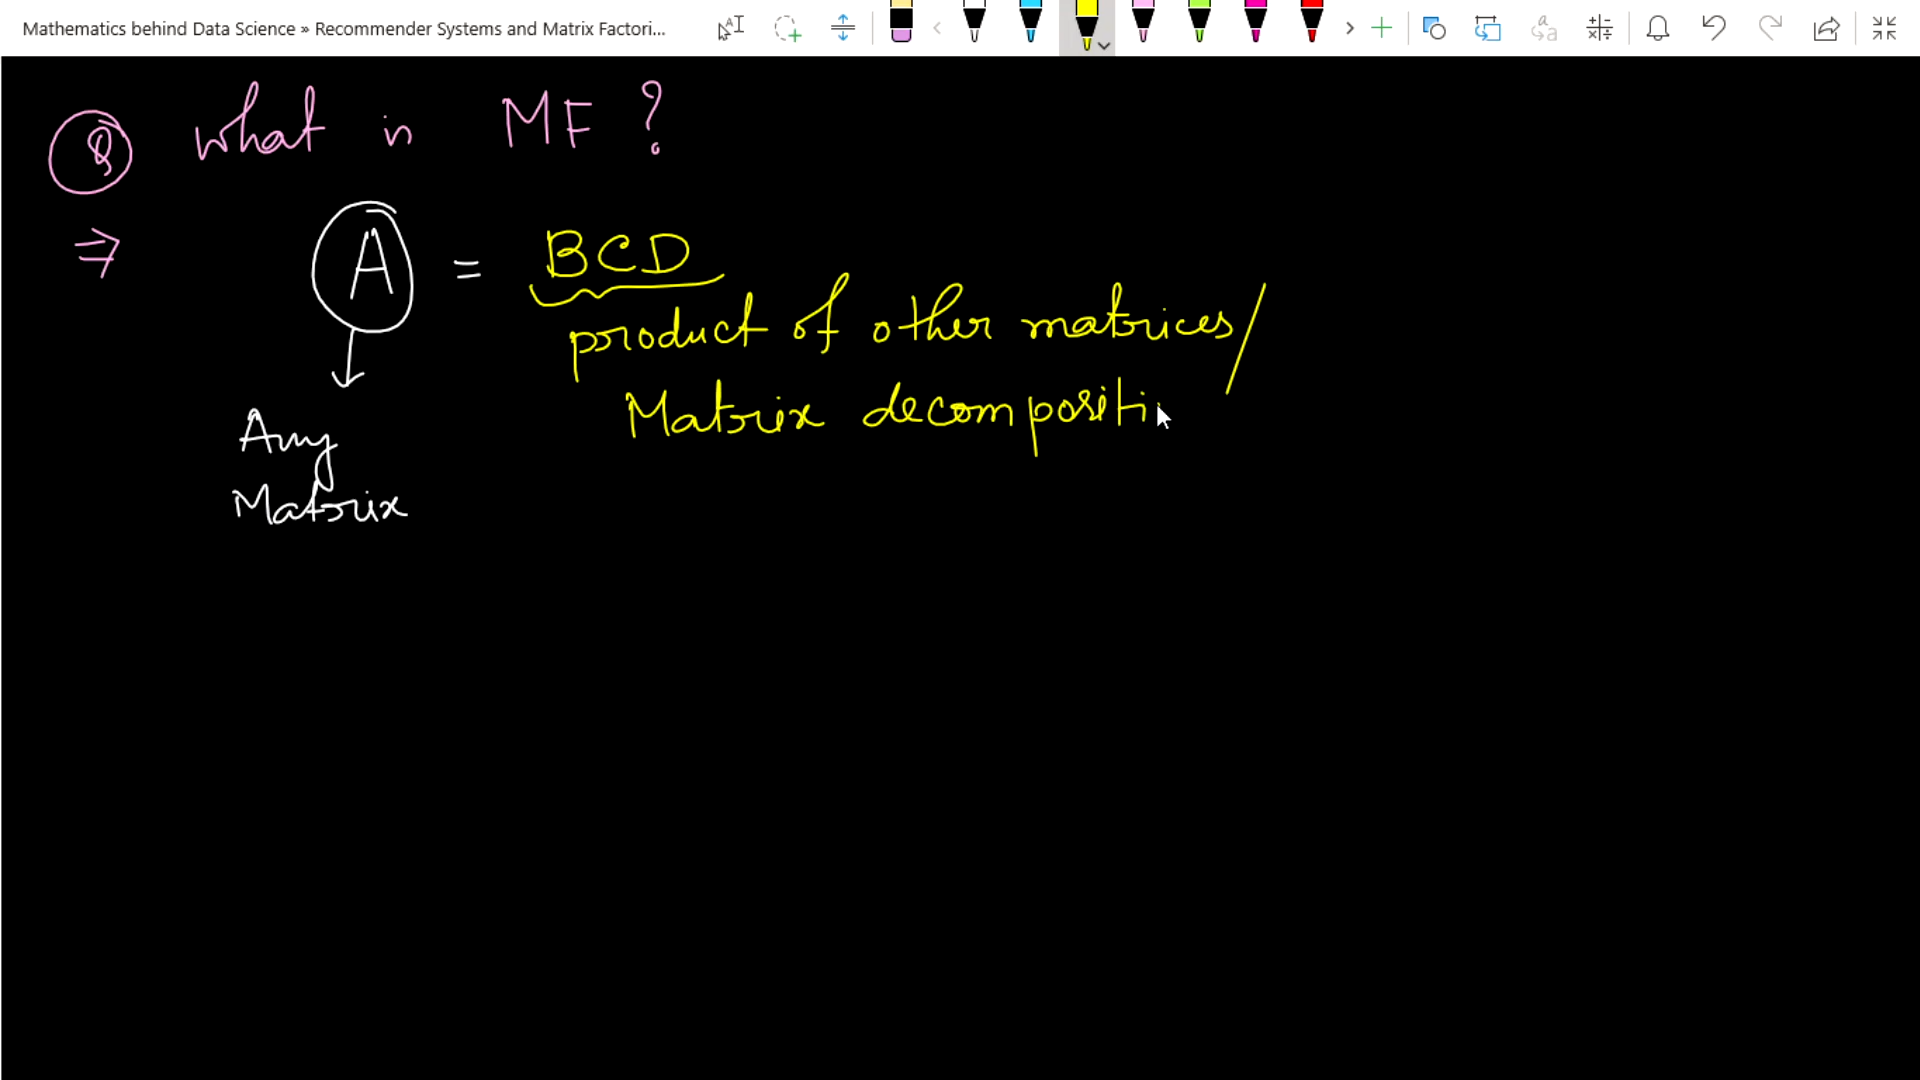 Mathematics behind Data Science » Recommender Systems and Matrix Factori...
Q what is MF ?
⇒ A = BCD
product of other matrices/
Matrix decompositi
Any
Matrix